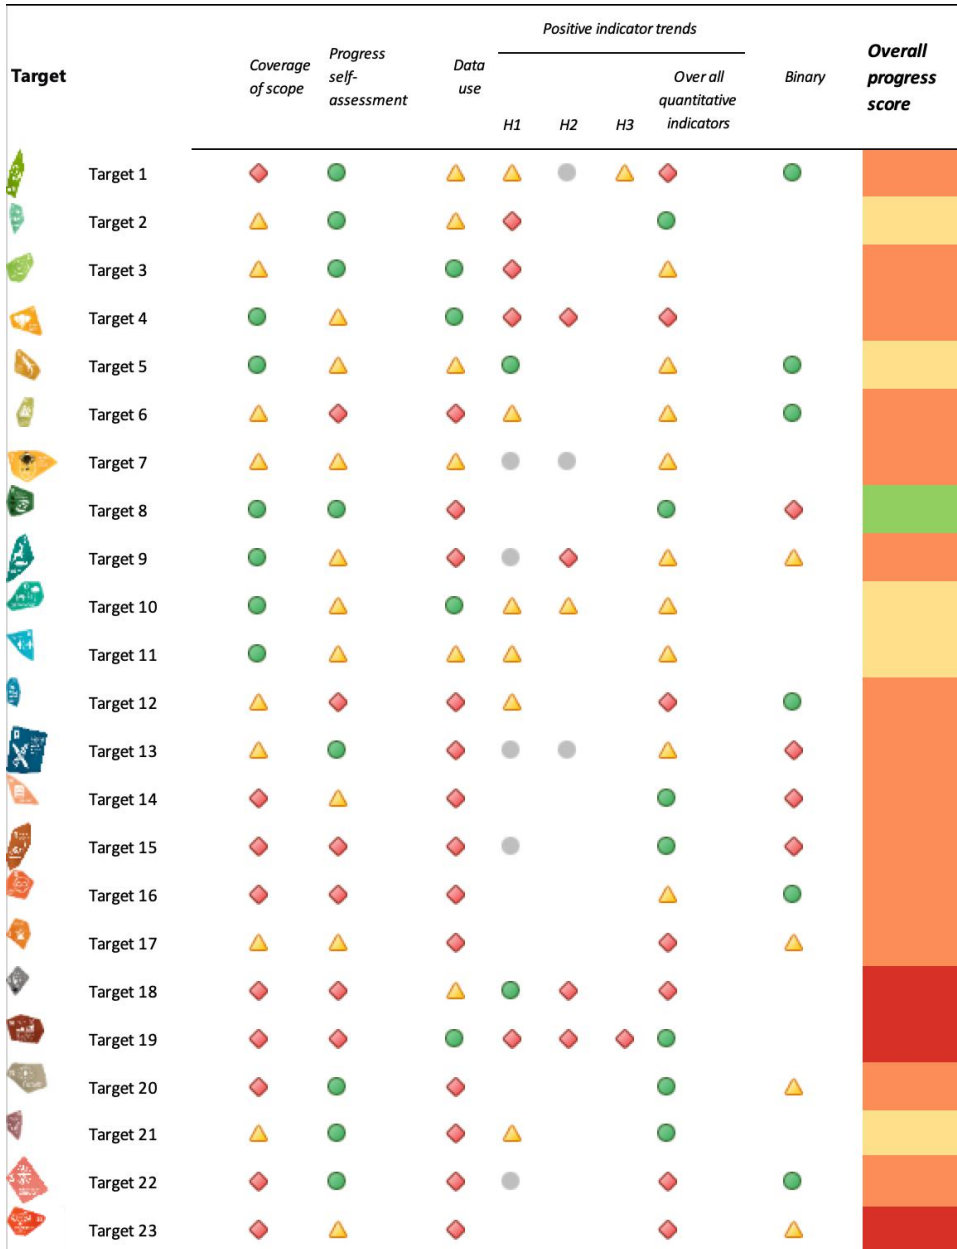 Positive indicator trends
Target
Coverage
of scope
Progress
self-
assessment
Data
use
H1
H2
H3
Over all
quantitative
indicators
Binary
Overall
progress
score
Target 1
Target 2
Target 3
Target 4
Target 5
Target 6
Target 7
Target 8
Target 9
Target 10
Target 11
Target 12
Target 13
Target 14
Target 15
Target 16
Target 17
Target 18
Target 19
Target 20
Target 21
Target 22
Target 23